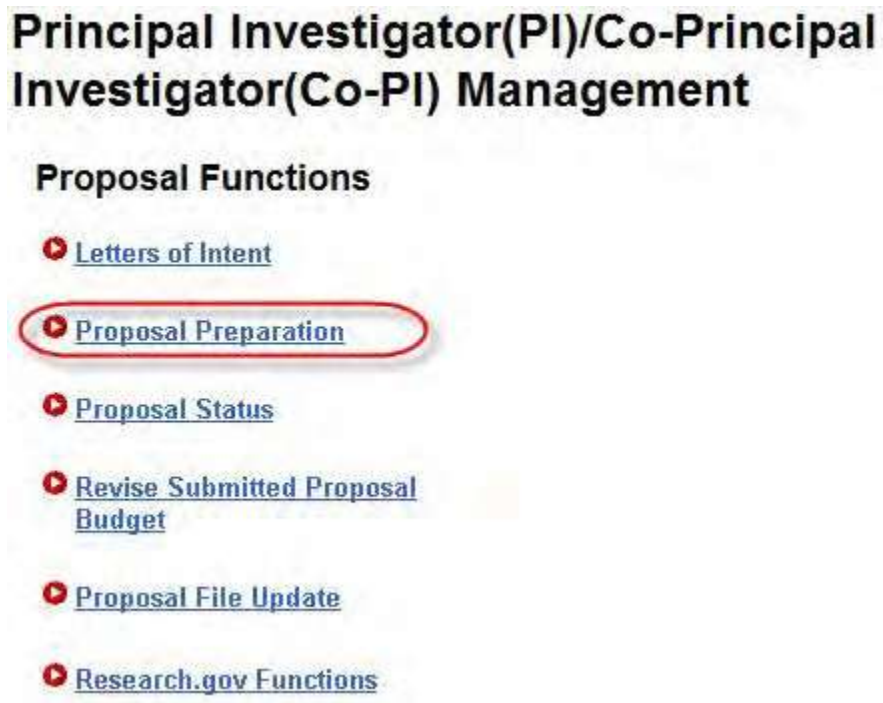 Principal Investigator(PI)/Co-Principal
Investigator(Co-PI) Management
Proposal Functions
Letters of Intent
Proposal Preparation
Proposal Status
Revise Submitted Proposal
Budget
Proposal File Update
Research.gov Functions